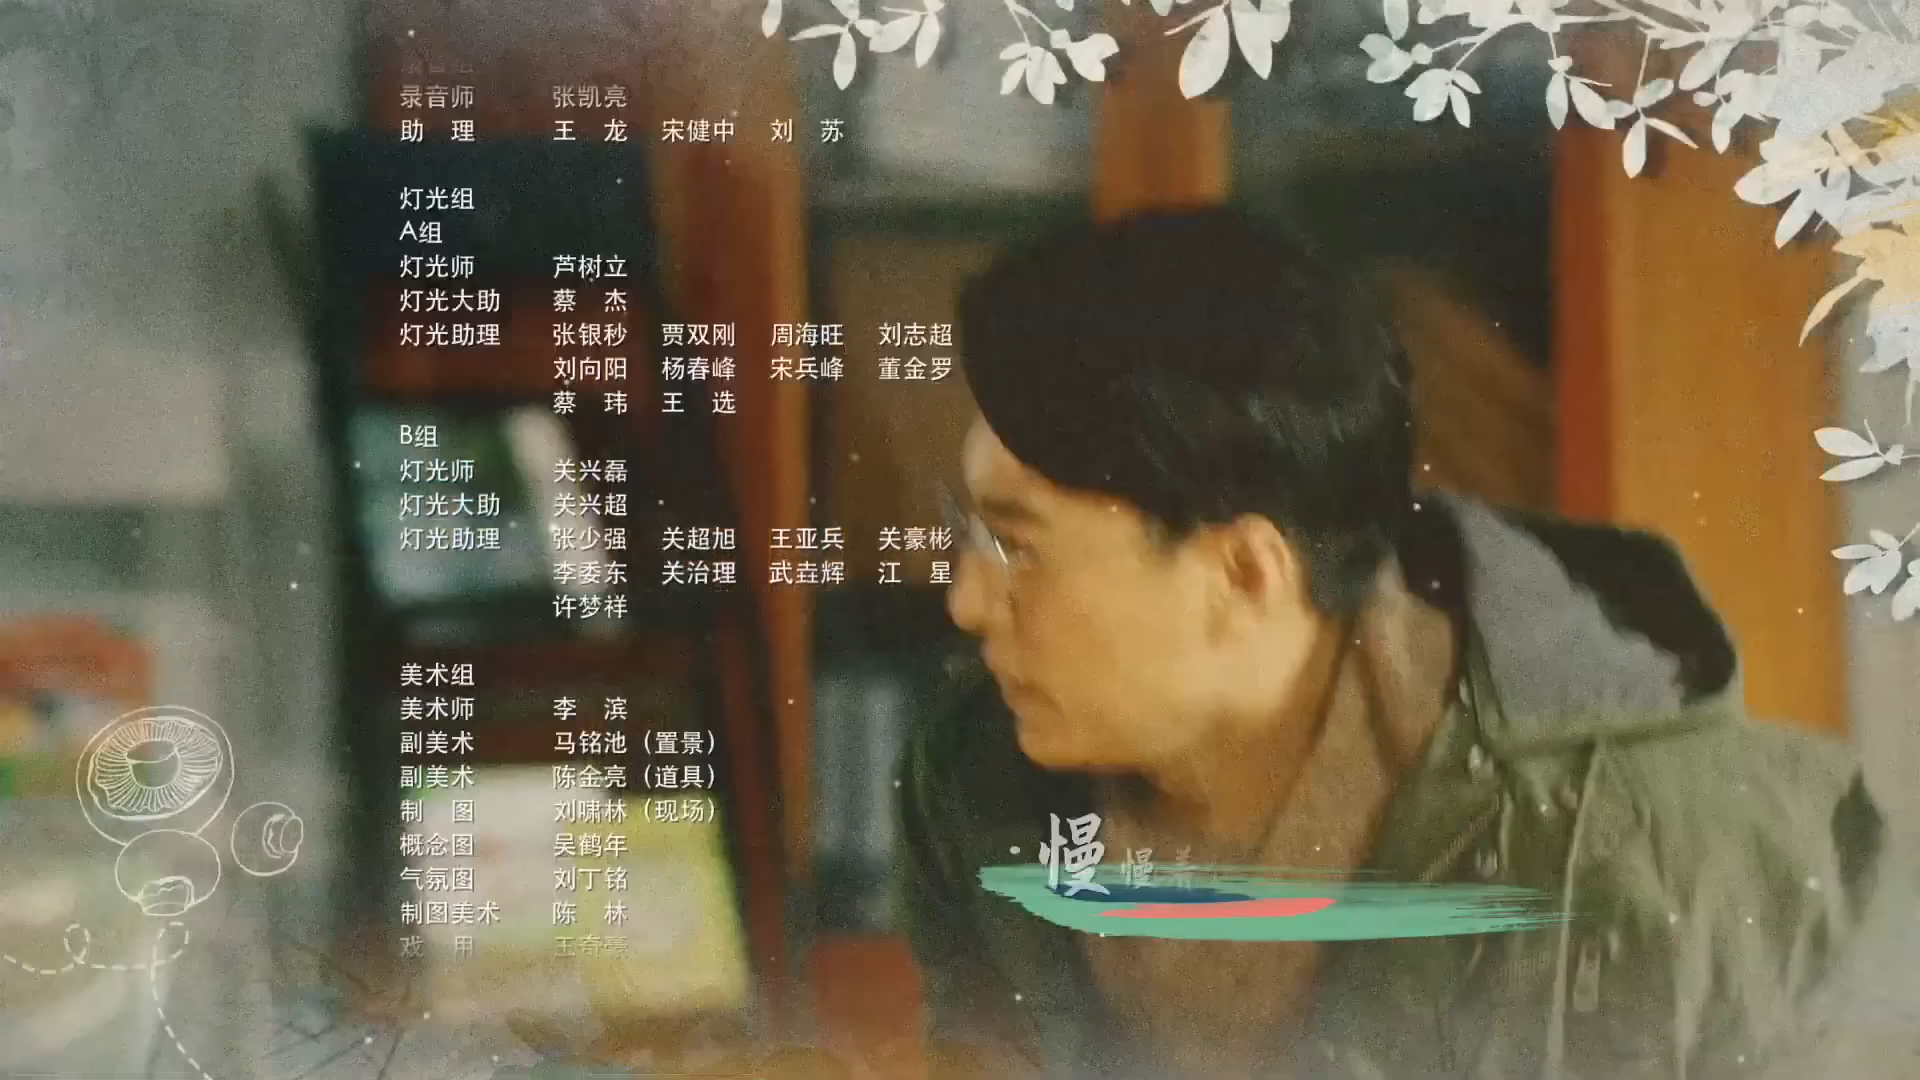 录音师 张凯亮
助 理 王 龙 宋健中 刘 苏
灯光组
A组
灯光师 芦树立
灯光大助 蔡 杰
灯光助理 张银秒 贾双刚 周海旺 刘志超
刘向阳 杨春峰 宋兵峰 董金罗
蔡 玮 王 选
B组
灯光师 关兴磊
灯光大助 关兴超
灯光助理 张少强 关超旭 王亚兵 关豪彬
李委东 关治理 武垚辉 江 星
许梦祥
美术组
美术师 李 滨
副美术 马铭池（置景）
副美术 陈金亮（道具）
制 图 刘啸林（现场）
概念图 吴鹤年
气氛图 刘丁铭
制图美术 陈 林
慢 慢 着